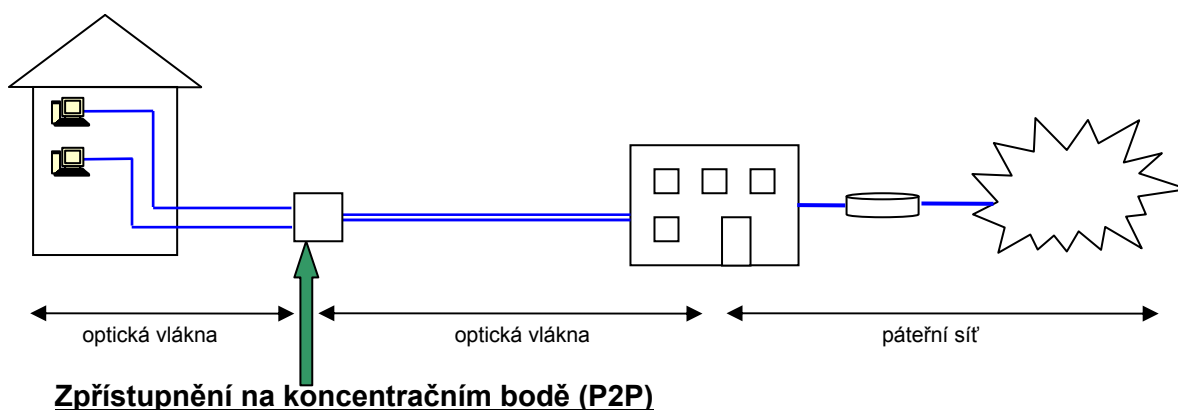 optická vlákna
optická vlákna
páteřní síť
Zpřístupnění na koncentračním bodě (P2P)